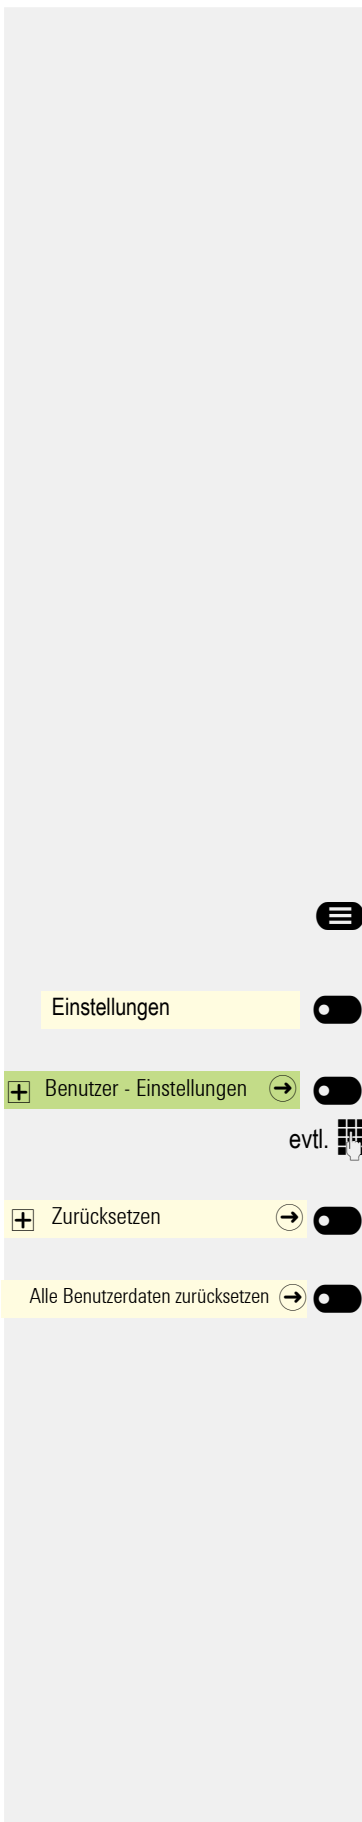 Einstellungen
Benutzer - Einstellungen
evtl.
Zurücksetzen
Alle Benutzerdaten zurücksetzen